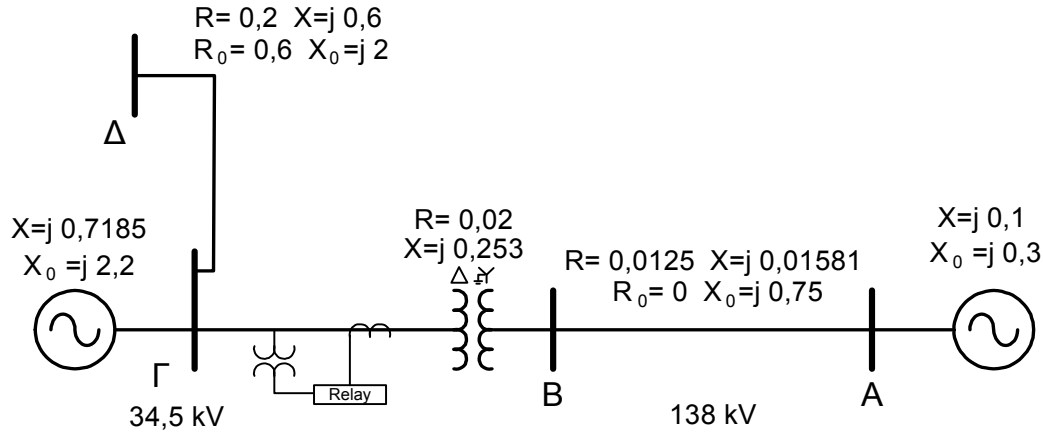 R= 0,2 X=j 0,6
R0= 0,6 X0=j 2
Δ
X=j 0,7185
X0 =j 2,2
R= 0,02
X=j 0,253
Δ
R= 0,0125 X=j 0,01581
R0= 0 X0=j 0,75
X=j 0,1
X0 =j 0,3
Γ
Relay
B
A
34,5 kV
138 kV